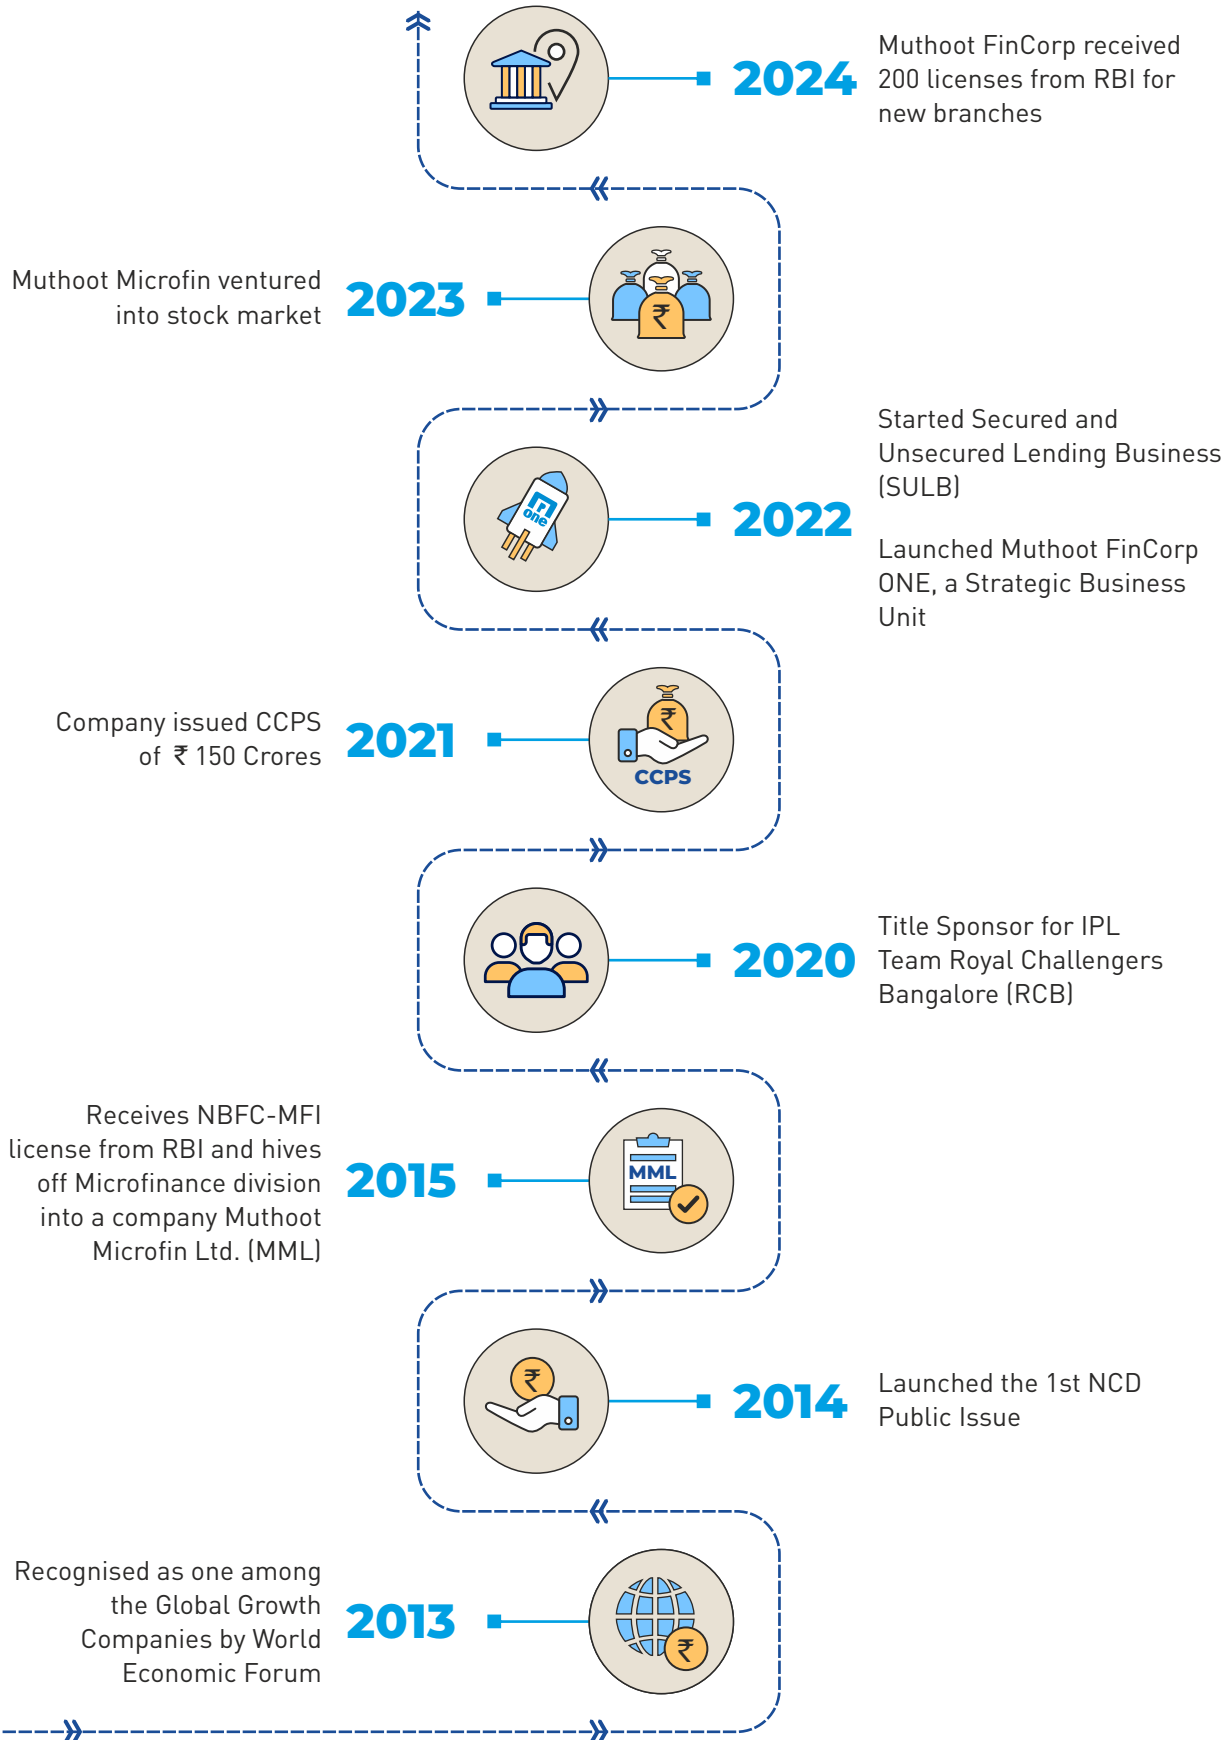 2024
Muthoot FinCorp received
200 licenses from RBI for
new branches
Muthoot Microfin ventured
into stock market
2023
₹
Started Secured and
Unsecured Lending Business
(SULB)
2022
Launched Muthoot FinCorp
ONE, a Strategic Business
Unit
one
Company issued CCPS
of ₹ 150 Crores
2021
₹
CCPS
2020
Title Sponsor for IPL
Team Royal Challengers
Bangalore (RCB)
Receives NBFC-MFI
license from RBI and hives
off Microfinance division
into a company Muthoot
Microfin Ltd. (MML)
2015
MML
₹
2014
Launched the 1st NCD
Public Issue
Recognised as one among
the Global Growth
Companies by World
Economic Forum
2013
₹